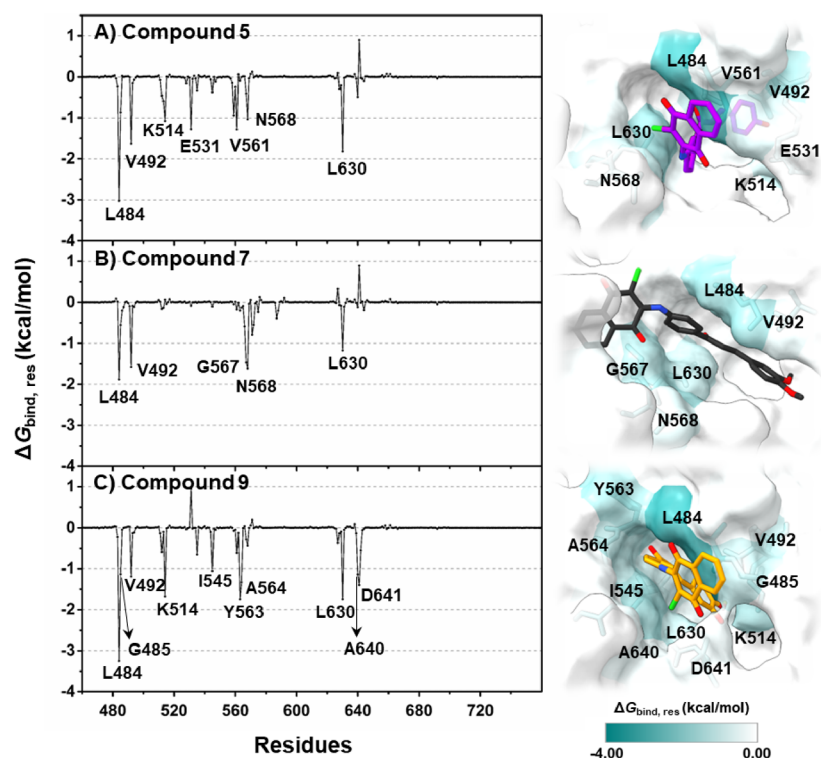 ΔG bind, res (kcal/mol)
A) Compound 5
1
0
-1
-2
-3
-4
L484
V492
K514
E531
V561
N568
L630
L484
V561
V492
L630
E531
N568
K514
B) Compound 7
1
0
-1
-2
-3
-4
L484
V492
G567
N568
L630
L484
V492
G567
L630
N568
C) Compound 9
1
0
-1
-2
-3
-4
V492
K514
I545
A564
Y563
L630
D641
G485
A640
L484
Y563
L484
A564
V492
I545
G485
L630
K514
A640
D641
480 520 560 600 640 680 720
Residues
ΔG bind, res (kcal/mol)
-4.00 0.00